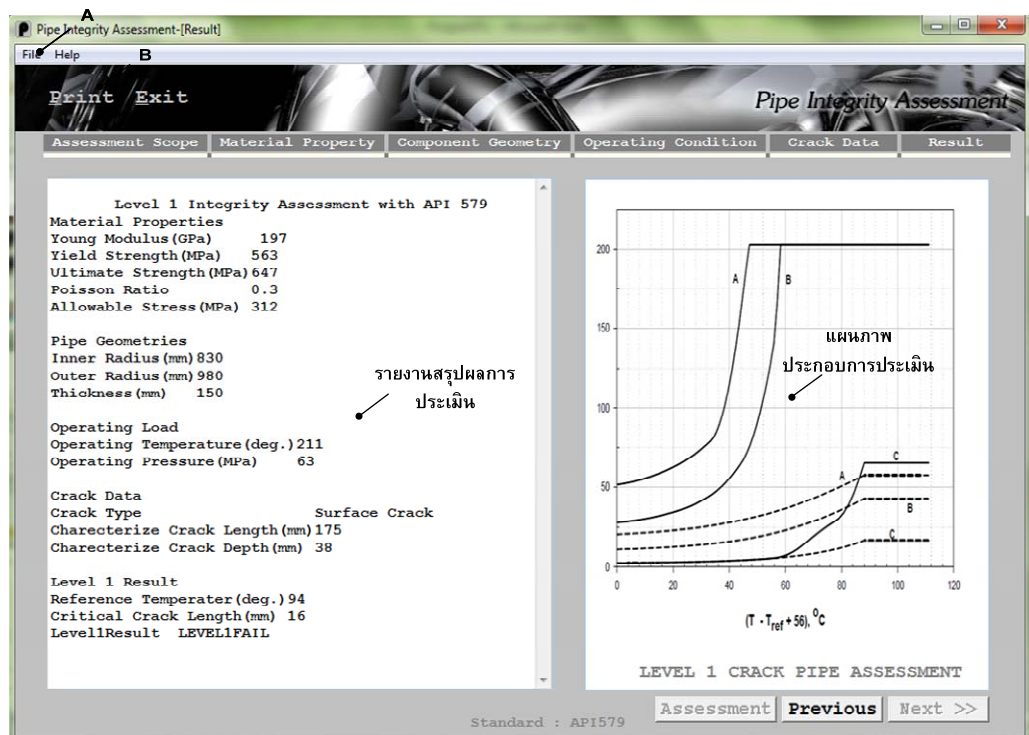 A
Pipe Integrity Assessment-[Result]
File Help
B
Print Exit
Pipe Integrity Assessment
Assessment Scope Material Property Component Geometry Operating Condition Crack Data Result
Level 1 Integrity Assessment with API 579
Material Properties
Young Modulus(GPa) 197
Yield Strength(MPa) 563
Ultimate Strength(MPa)647
Poisson Ratio 0.3
Allowable Stress(MPa) 312
Pipe Geometries
Inner Radius(mm)830
Outer Radius(mm)980
Thickness(mm) 150
Operating Load
Operating Temperature(deg.)211
Operating Pressure(MPa) 63
Crack Data
Crack Type Surface Crack
Charecterize Crack Length(mm)175
Charecterize Crack Depth(mm) 38
Level 1 Result
Reference Temperater(deg.)94
Critical Crack Length(mm) 16
Level1Result LEVEL1FAIL
รายงานสรุปผลการ
ประเมิน
200
A B
150
แผนภาพ
ประกอบการประเมิน
100
C
A
50
B
C
0
0 20 40 60 80 100 120
(T - Tref + 56), °C
LEVEL 1 CRACK PIPE ASSESSMENT
Assessment Previous Next >>
Standard : API579